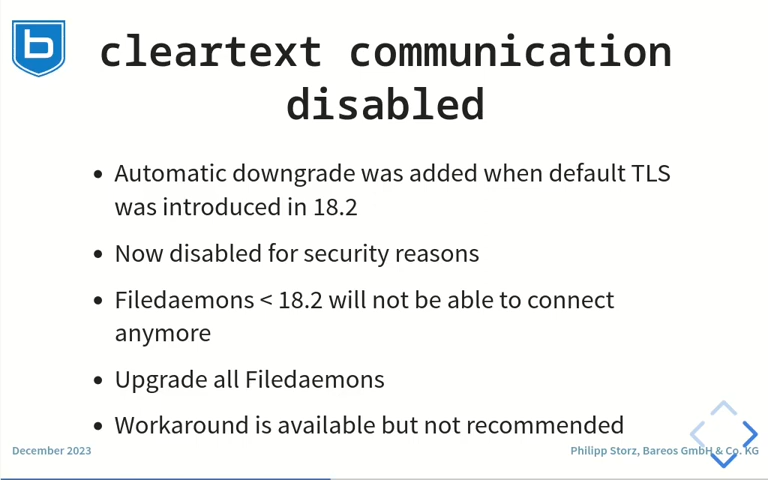 b
cleartext communication
disabled
• Automatic downgrade was added when default TLS
was introduced in 18.2
• Now disabled for security reasons
• Filedaemons < 18.2 will not be able to connect
anymore
• Upgrade all Filedaemons
• Workaround is available but not recommended
December 2023
Philipp Storz, Bareos GmbH & Co. KG